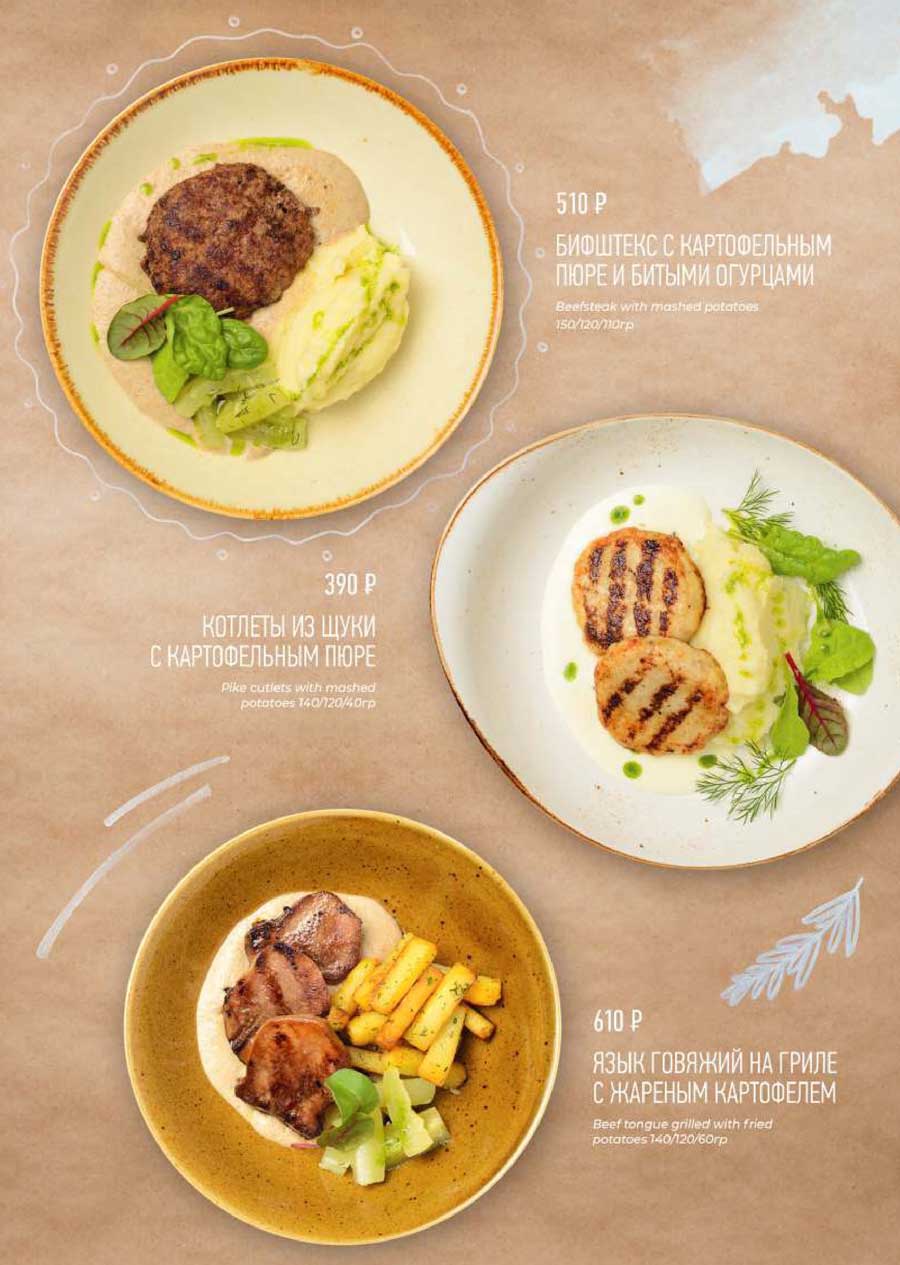 510 ₽
БИФШТЕКС С КАРТОФЕЛЬНЫМ
ПЮРЕ И БИТЫМИ ОГУРЦАМИ
Beefsteak with mashed potatoes
150/120/110гр
390 ₽
КОТЛЕТЫ ИЗ ЩУКИ
С КАРТОФЕЛЬНЫМ ПЮРЕ
Pike cutlets with mashed
potatoes 140/120/40гр
610 ₽
ЯЗЫК ГОВЯЖИЙ НА ГРИЛЕ
С ЖАРЕНЫМ КАРТОФЕЛЕМ
Beef tongue grilled with fried
potatoes 140/120/60гр